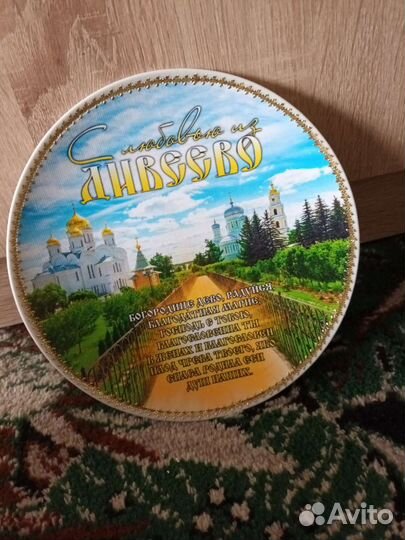 С любовью из
ДИВЕЕВО
БОГОРОДИЦЕ ДЕВО, РАДУЙСЯ,
БЛАГОДАТНАЯ МАРИЕ,
ГОСПОДЬ С ТОБОЮ,
БЛАГОСЛОВЕННА ТЫ
В ЖЕНАХ И БЛАГОСЛОВЕН
ПЛОД ЧРЕВА ТВОЕГО, ЯКО
СПАСА РОДИЛА ЕСИ
ДУШ НАШИХ.
Avito